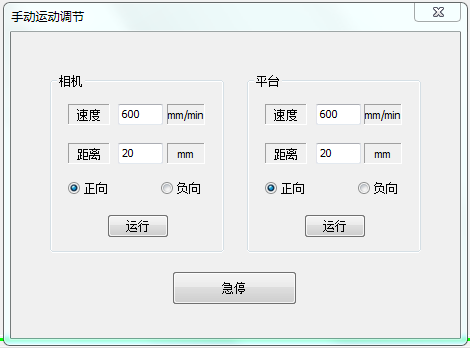 手动运动调节
相机
速度 600 mm/min
距离 20 mm
正向 负向
运行
平台
速度 600 mm/min
距离 20 mm
正向 负向
运行
急停